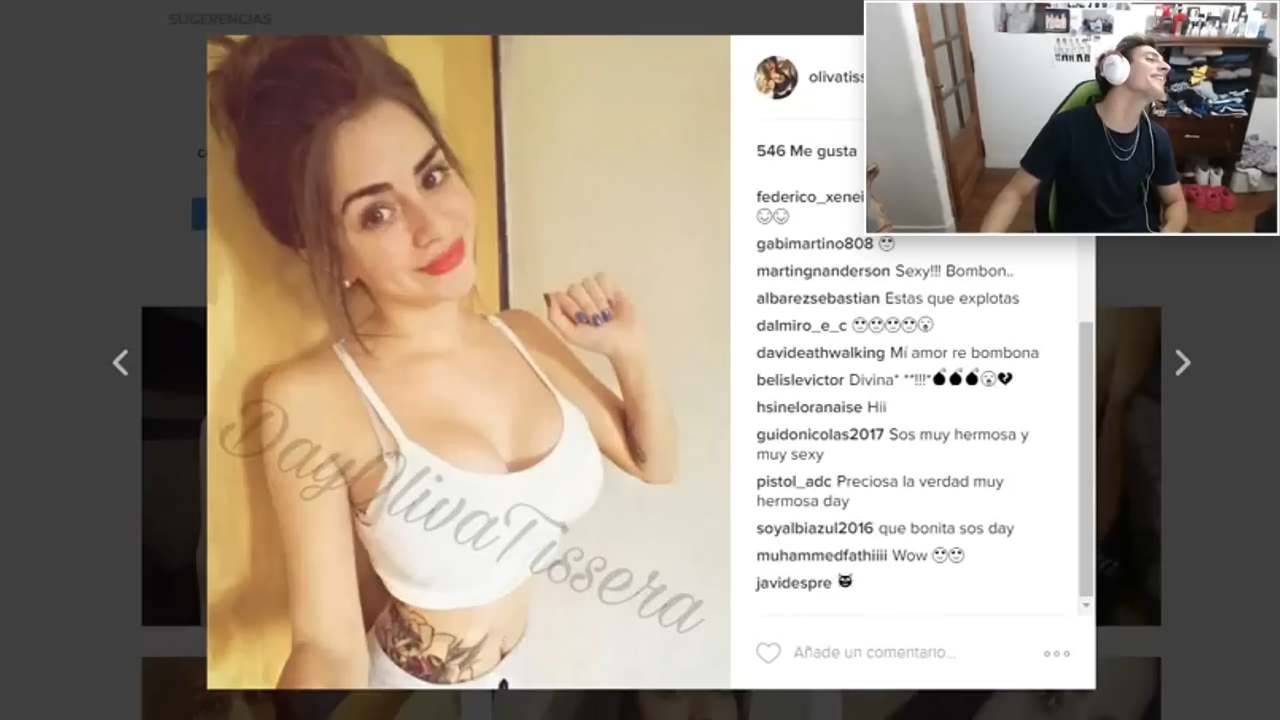 SUGERENCIAS
DayOlivaTissera
olivatiss
546 Me gusta
federico_xenei
gabimartino808
martingnanderson Sexy!!! Bombon..
albarezsebastian Estas que explotas
dalmiro_e_c
davideathwalking Mí amor re bombona
belislevictor Divina* **!!!*
hsineloranaise Hii
guidonicolas2017 Sos muy hermosa y
muy sexy
pistol_adc Preciosa la verdad muy
hermosa day
soyalbiazul2016 que bonita sos day
muhammedfathiiii Wow
javidespre
Añade un comentario...